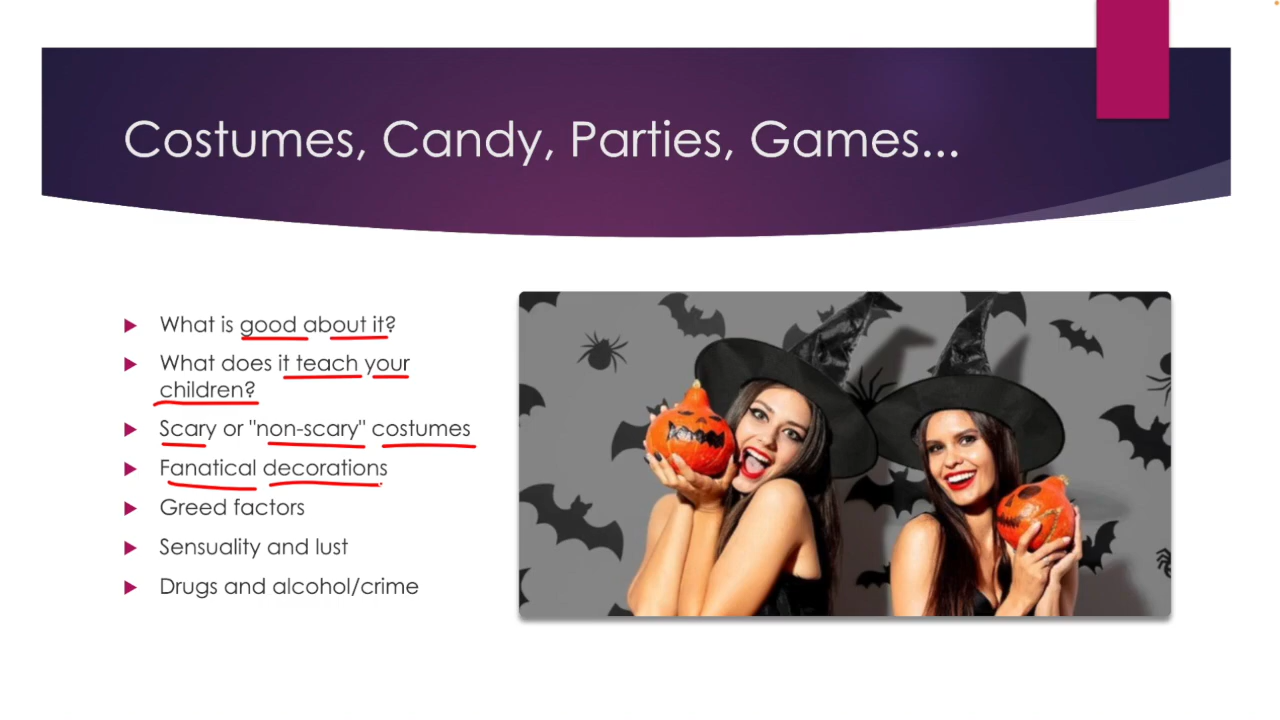 Costumes, Candy, Parties, Games...
What is good about it?
What does it teach your
children?
Scary or "non-scary" costumes
Fanatical decorations
Greed factors
Sensuality and lust
Drugs and alcohol/crime